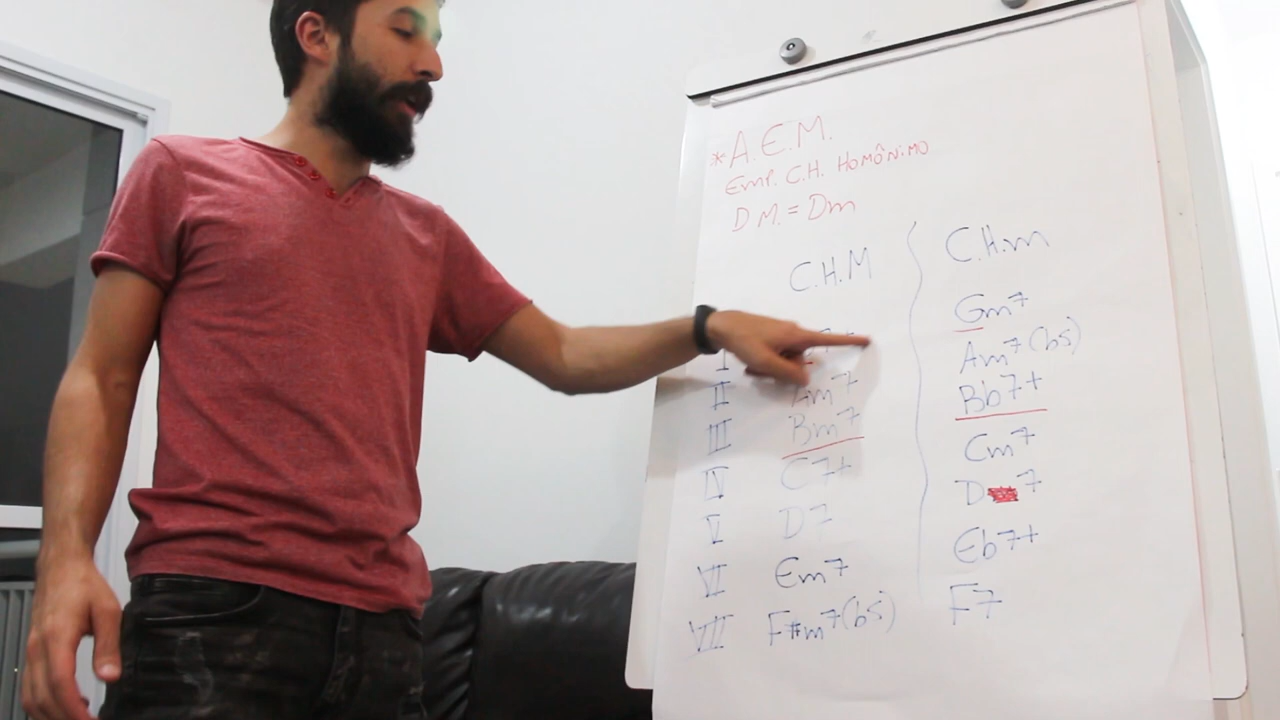 *A.E.M.
Emp. C.H. Homônimo
D M. = Dm
C.H.M C.H.m
I Gm7
II Am7 Am7(b5)
III Bm7 Bb7+
IV C7+ Cm7
V D7 D 7
VI Em7 Eb7+
VII F#m7(b5) F7